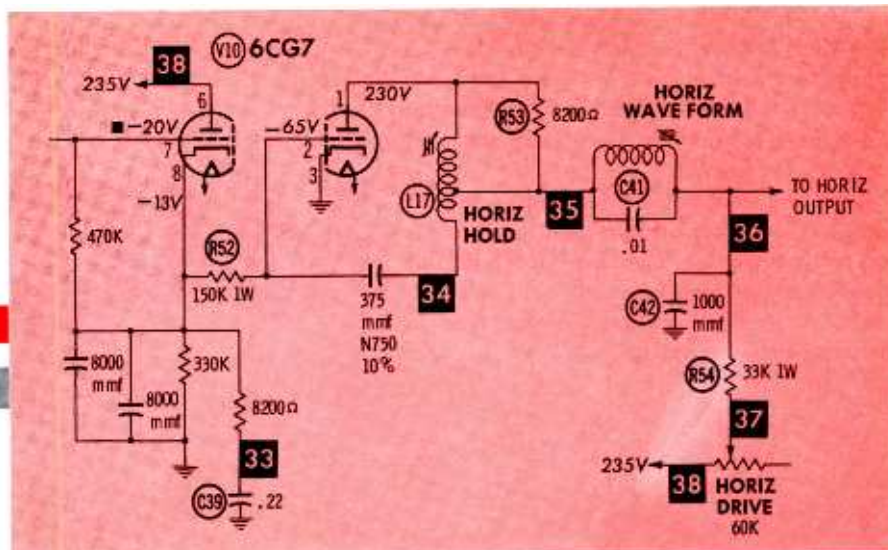 V10 6CG7
38
235V
6
■-20V
7
8
-13V
1
230V
-65V
2
3
R53
8200Ω
HORIZ
WAVE FORM
L17
HORIZ
HOLD
35
C41
.01
TO HORIZ
OUTPUT
36
470K
R52
150K 1W
34
375
mmf
N750
10%
C42
1000
mmf
8000
mmf
8000
mmf
330K
8200Ω
33
C39
.22
R54
33K 1W
37
235V
38
HORIZ
DRIVE
60K